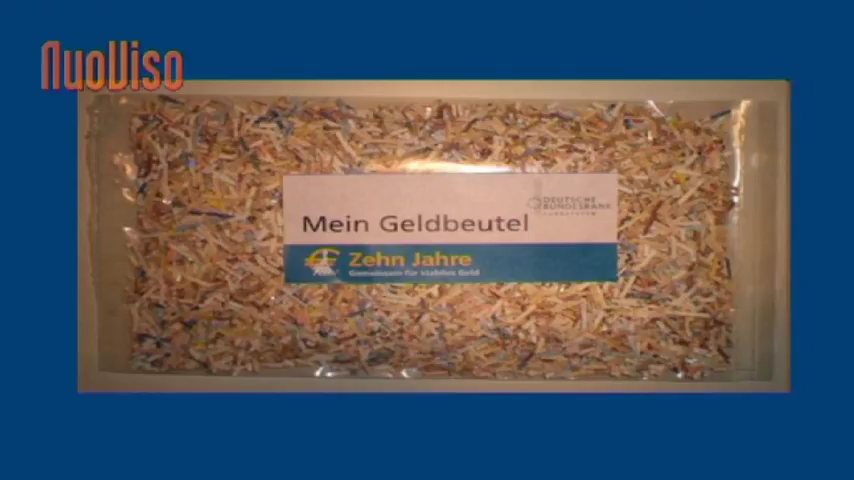 NuoViso
DEUTSCHE
BUNDESBANK
Mein Geldbeutel
Zehn Jahre
Gemeinsam für stabiles Geld